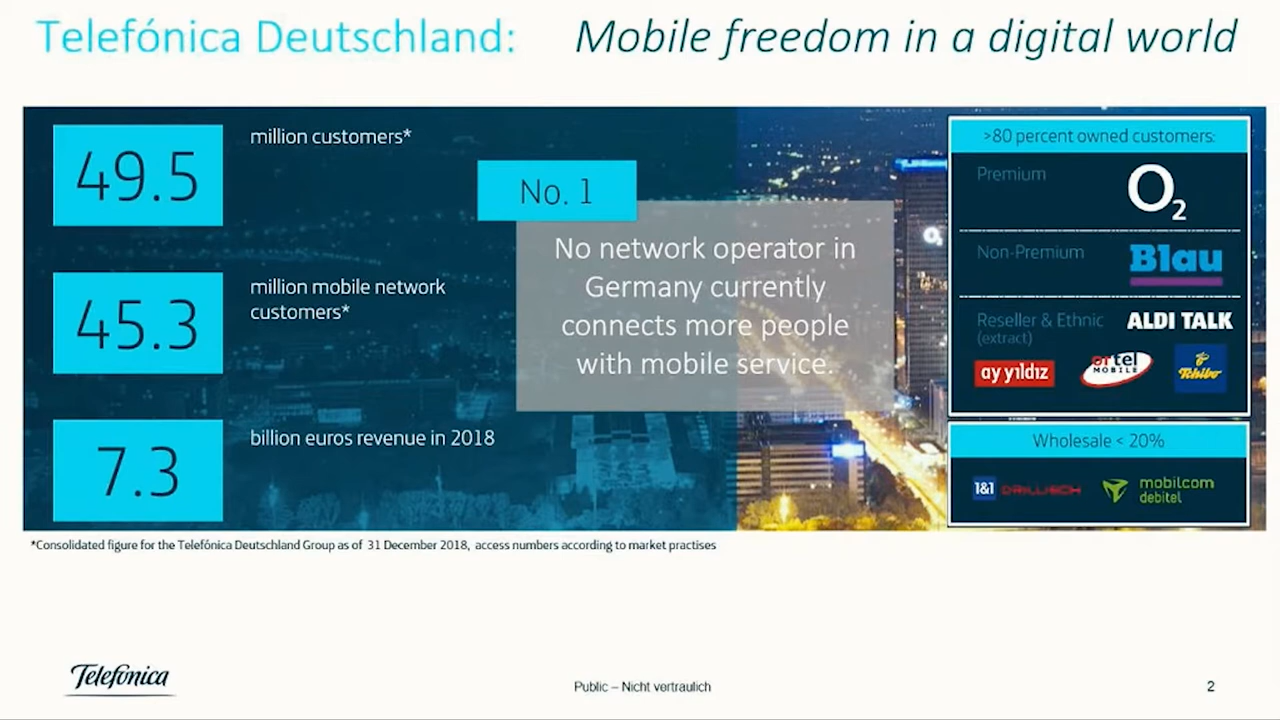 Telefónica Deutschland: Mobile freedom in a digital world
49.5
million customers*
45.3
million mobile network
customers*
7.3
billion euros revenue in 2018
No. 1
No network operator in
Germany currently
connects more people
with mobile service.
>80 percent owned customers:
Premium
O2
Non-Premium
Blau
Reseller & Ethnic
(extract)
ALDI TALK
ay yıldız
ortel
MOBILE
Tchibo
Wholesale < 20%
1&1 DRILLISCH
mobilcom
debitel
O2
*Consolidated figure for the Telefónica Deutschland Group as of 31 December 2018, access numbers according to market practises
Telefónica
Public – Nicht vertraulich
2